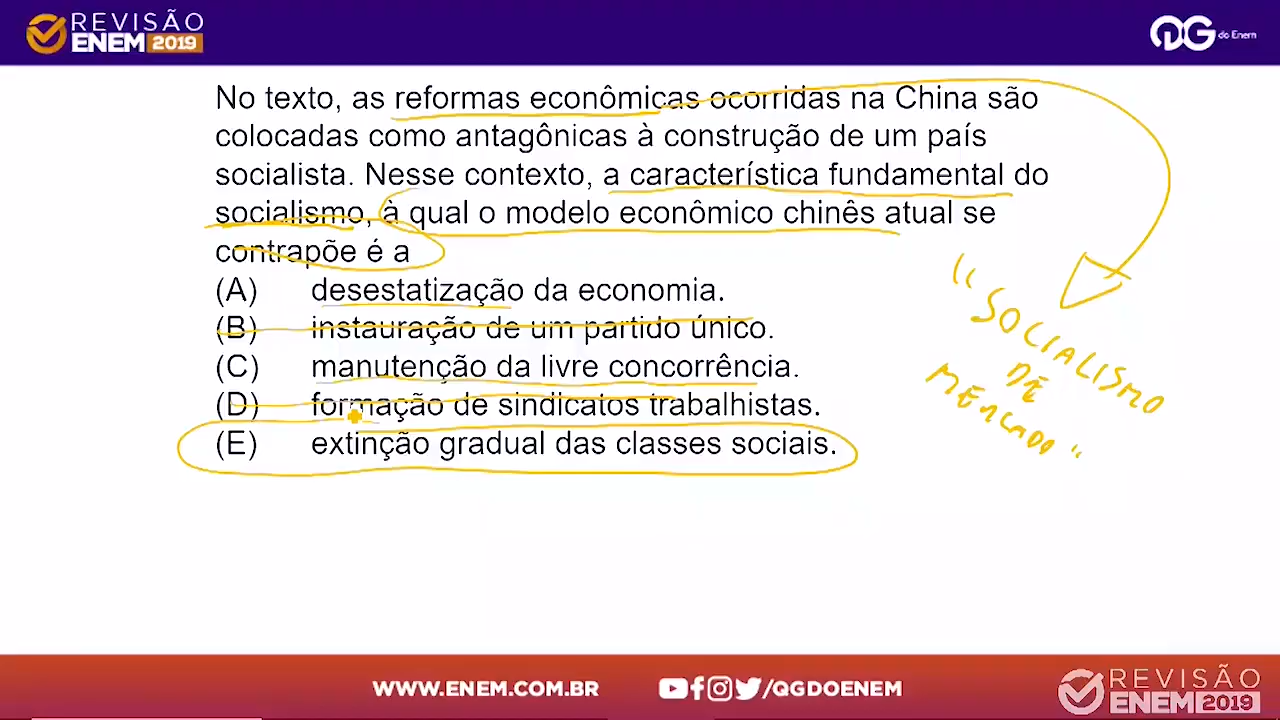 REVISÃO
ENEM 2019
QG do Enem
No texto, as reformas econômicas ocorridas na China são
colocadas como antagônicas à construção de um país
socialista. Nesse contexto, a característica fundamental do
socialismo, à qual o modelo econômico chinês atual se
contrapõe é a
(A) desestatização da economia.
(B) instauração de um partido único.
(C) manutenção da livre concorrência.
(D) formação de sindicatos trabalhistas.
(E) extinção gradual das classes sociais.
"SOCIALISMO
DE
MERCADO"
WWW.ENEM.COM.BR
/QGDOENEM
REVISÃO
ENEM 2019